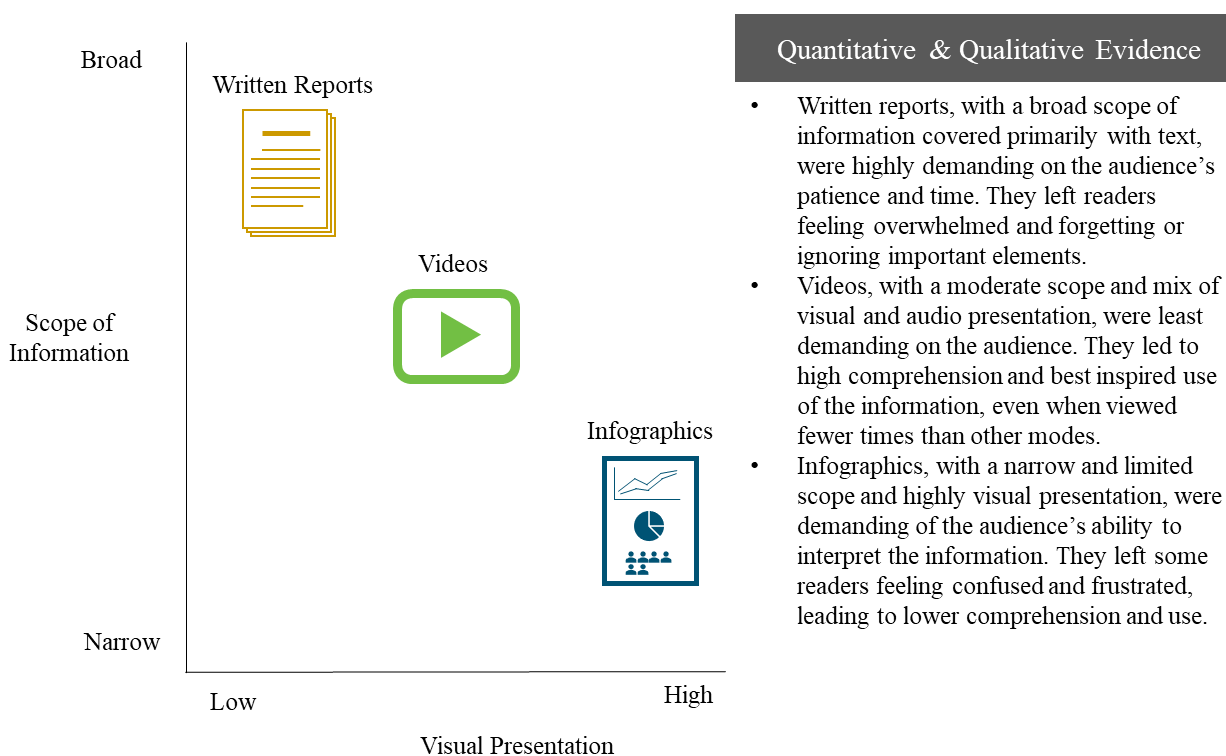 Broad
Written Reports
Videos
Scope of
Information
Infographics
Narrow
Low
High
Visual Presentation
Quantitative & Qualitative Evidence
• Written reports, with a broad scope of
information covered primarily with text,
were highly demanding on the audience’s
patience and time. They left readers
feeling overwhelmed and forgetting or
ignoring important elements.
• Videos, with a moderate scope and mix of
visual and audio presentation, were least
demanding on the audience. They led to
high comprehension and best inspired use
of the information, even when viewed
fewer times than other modes.
• Infographics, with a narrow and limited
scope and highly visual presentation, were
demanding of the audience’s ability to
interpret the information. They left some
readers feeling confused and frustrated,
leading to lower comprehension and use.